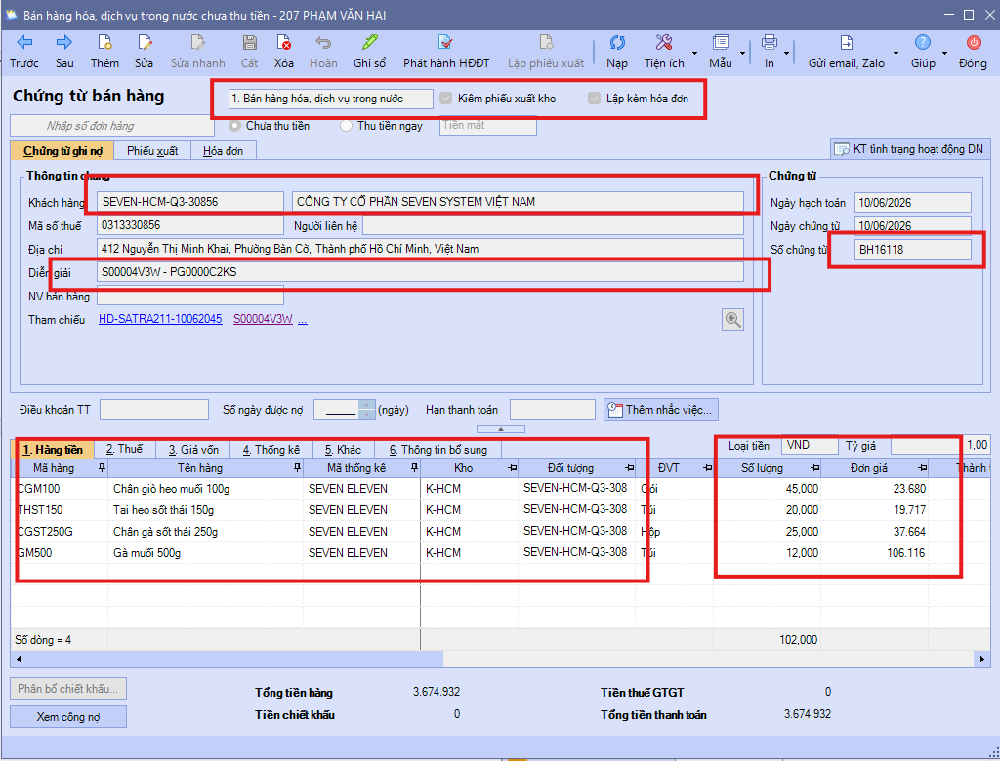 Bán hàng hóa, dịch vụ trong nước chưa thu tiền - 207 PHẠM VĂN HAI
Trước Sau Thêm Sửa Sửa nhanh Cất Xóa Hoãn Ghi sổ Phát hành HĐĐT Lập phiếu xuất Nạp Tiện ích Mẫu In Gửi email, Zalo Giúp Đóng
Chứng từ bán hàng
1. Bán hàng hóa, dịch vụ trong nước Kiêm phiếu xuất kho Lập kèm hóa đơn
Nhập số đơn hàng Chưa thu tiền Thu tiền ngay Tiền mặt
Chứng từ ghi nợ Phiếu xuất Hóa đơn KT tình trạng hoạt động DN
Thông tin chung Chứng từ
Khách hàng SEVEN-HCM-Q3-30856 CÔNG TY CỔ PHẦN SEVEN SYSTEM VIỆT NAM Ngày hạch toán 10/06/2026
Mã số thuế 0313330856 Người liên hệ Ngày chứng từ 10/06/2026
Địa chỉ 412 Nguyễn Thị Minh Khai, Phường Bàn Cờ, Thành phố Hồ Chí Minh, Việt Nam Số chứng từ BH16118
Diễn giải S00004V3W - PG0000C2KS
NV bán hàng
Tham chiếu HD-SATRA211-10062045 S00004V3W ...
Điều khoản TT Số ngày được nợ (ngày) Hạn thanh toán Thêm nhắc việc...
1. Hàng tiền 2. Thuế 3. Giá vốn 4. Thống kê 5. Khác 6. Thông tin bổ sung Loại tiền VND Tỷ giá 1,00
Mã hàng Tên hàng Mã thống kê Kho Đối tượng ĐVT Số lượng Đơn giá Thành
CGM100 Chân giò heo muối 100g SEVEN ELEVEN K-HCM SEVEN-HCM-Q3-308 Gói 45,000 23.680
THST150 Tai heo sốt thái 150g SEVEN ELEVEN K-HCM SEVEN-HCM-Q3-308 Túi 20,000 19.717
CGST250G Chân gà sốt thái 250g SEVEN ELEVEN K-HCM SEVEN-HCM-Q3-308 Hộp 25,000 37.664
GM500 Gà muối 500g SEVEN ELEVEN K-HCM SEVEN-HCM-Q3-308 Túi 12,000 106.116
Số dòng = 4 102,000
Phân bổ chiết khấu... Tổng tiền hàng 3.674.932 Tiền thuế GTGT 0
Xem công nợ Tiền chiết khấu 0 Tổng tiền thanh toán 3.674.932